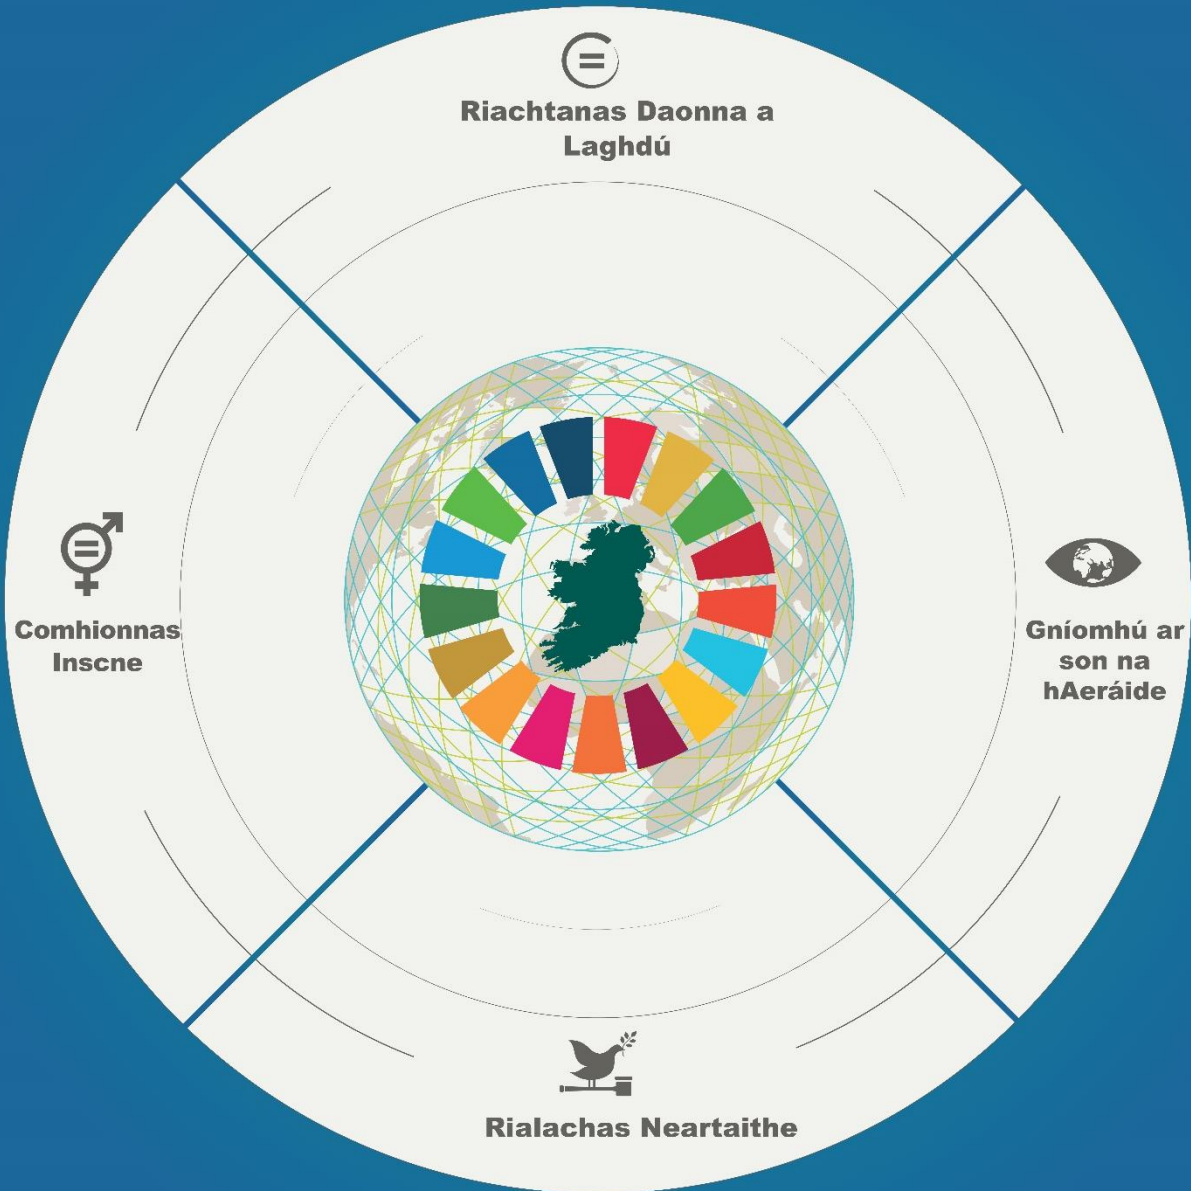 Riachtanas Daonna a
Laghdú
Comhionnas
Inscne
Gníomhú ar
son na
hAeráide
Rialachas Neartaithe